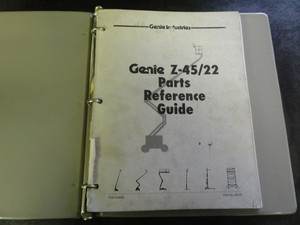 Genie Industries
Genie Z-45/22
Parts
Reference
Guide